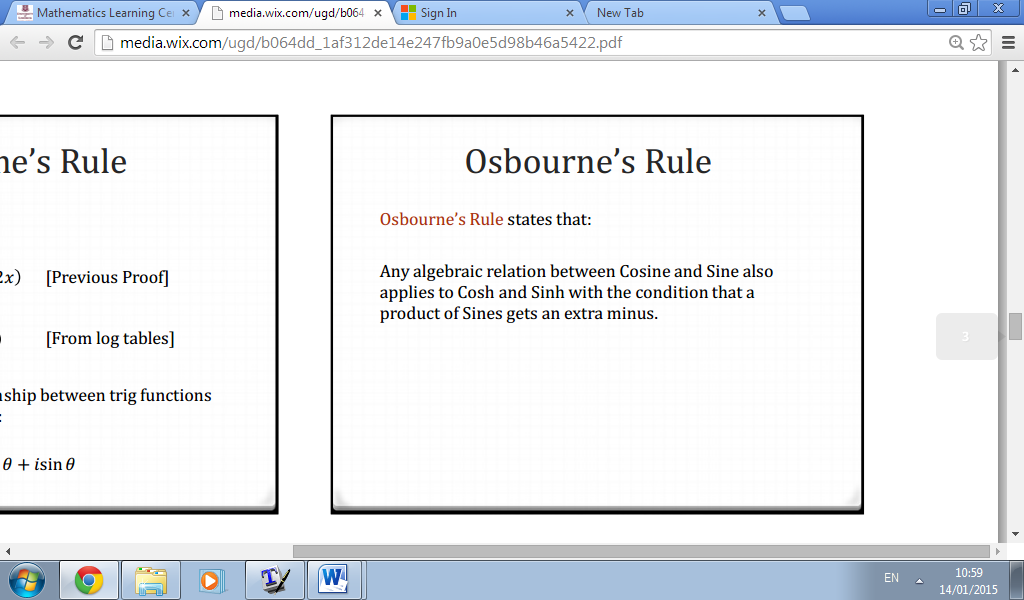 Mathematics Learning Ce
media.wix.com/ugd/b064
Sign In
New Tab
media.wix.com/ugd/b064dd_1af312de14e247fb9a0e5d98b46a5422.pdf
ne's Rule
2x) [Previous Proof]
) [From log tables]
nship between trig functions
:
θ + isin θ
Osbourne's Rule
Osbourne's Rule states that:
Any algebraic relation between Cosine and Sine also
applies to Cosh and Sinh with the condition that a
product of Sines gets an extra minus.
3
EN
10:59
14/01/2015